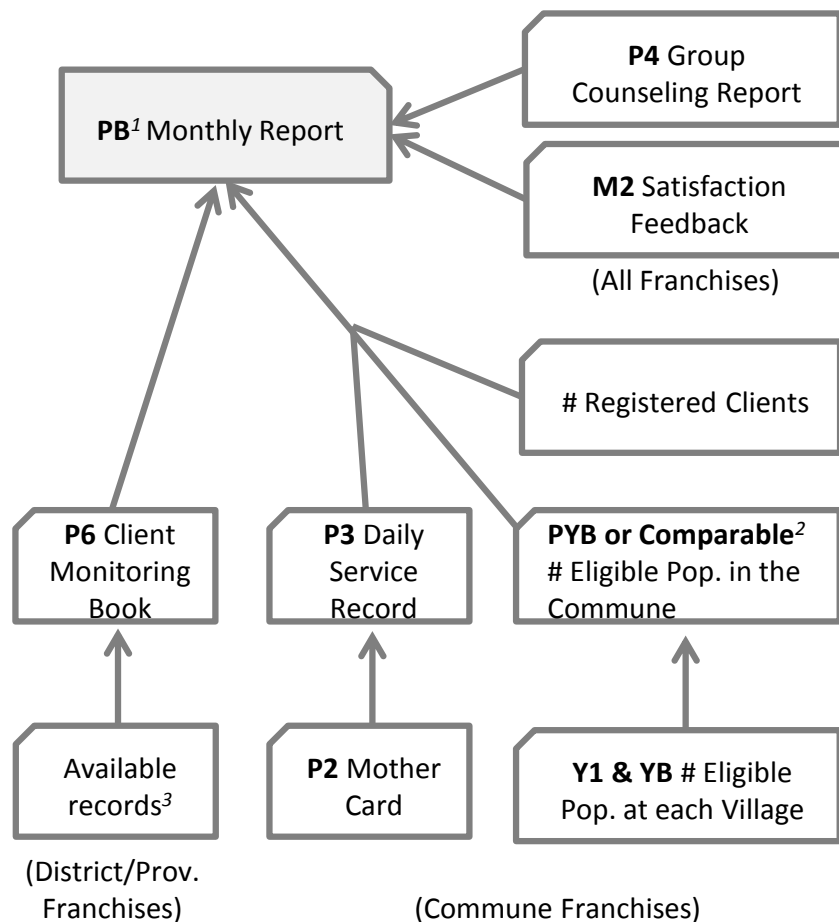 P4 Group
Counseling Report
PB¹ Monthly Report
M2 Satisfaction
Feedback
(All Franchises)
# Registered Clients
P6 Client
Monitoring
Book
P3 Daily
Service
Record
PYB or Comparable²
# Eligible Pop. in the
Commune
Available
records³
P2 Mother
Card
Y1 & YB # Eligible
Pop. at each Village
(District/Prov.
Franchises)
(Commune Franchises)